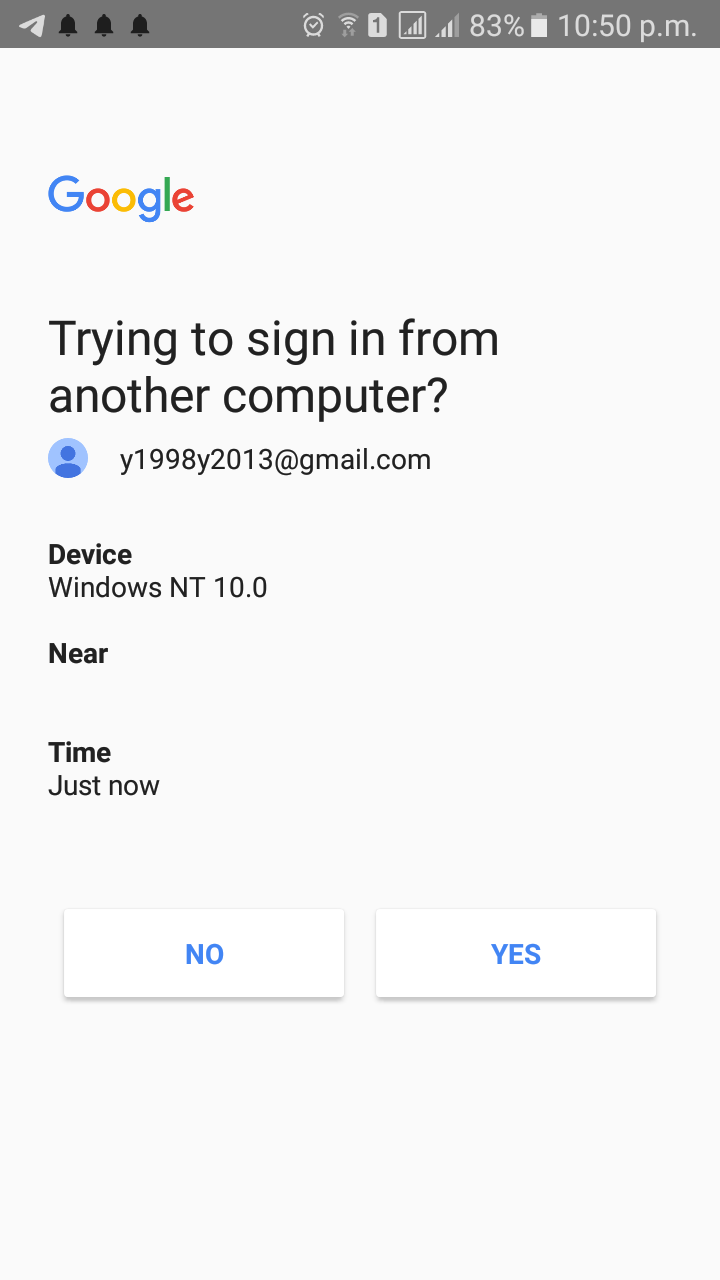 1 83% 10:50 p.m.
Google
Trying to sign in from
another computer?
y1998y2013@gmail.com
Device
Windows NT 10.0
Near
Time
Just now
NO YES